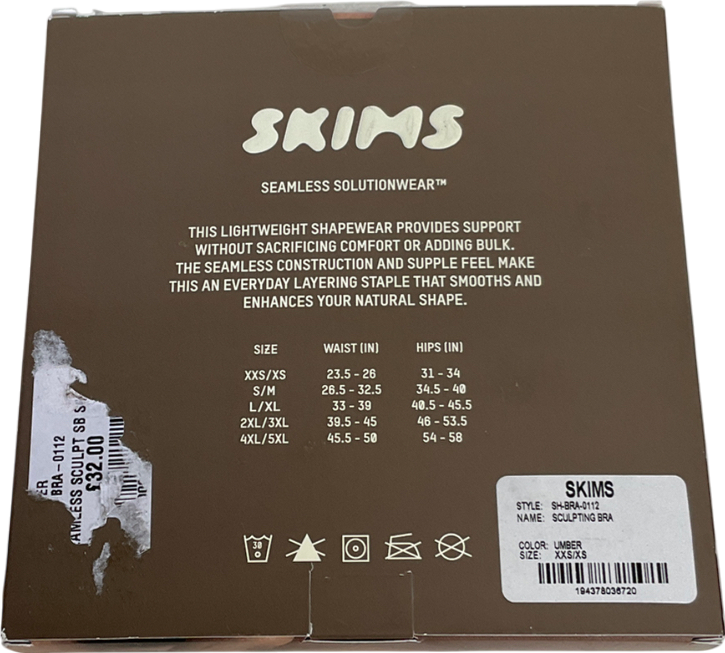 SKIMS
SEAMLESS SOLUTIONWEAR™
THIS LIGHTWEIGHT SHAPEWEAR PROVIDES SUPPORT
WITHOUT SACRIFICING COMFORT OR ADDING BULK.
THE SEAMLESS CONSTRUCTION AND SUPPLE FEEL MAKE
THIS AN EVERYDAY LAYERING STAPLE THAT SMOOTHS AND
ENHANCES YOUR NATURAL SHAPE.
SIZE WAIST (IN) HIPS (IN)
XXS/XS 23.5 - 26 31 - 34
S/M 26.5 - 32.5 34.5 - 40
L/XL 33 - 39 40.5 - 45.5
2XL/3XL 39.5 - 45 46 - 53.5
4XL/5XL 45.5 - 50 54 - 58
30
BRA-0112
SCULPT SB
£32.00
SKIMS
STYLE: SH-BRA-0112
NAME: SCULPTING BRA
COLOR: UMBER
SIZE: XXS/XS
194378036720